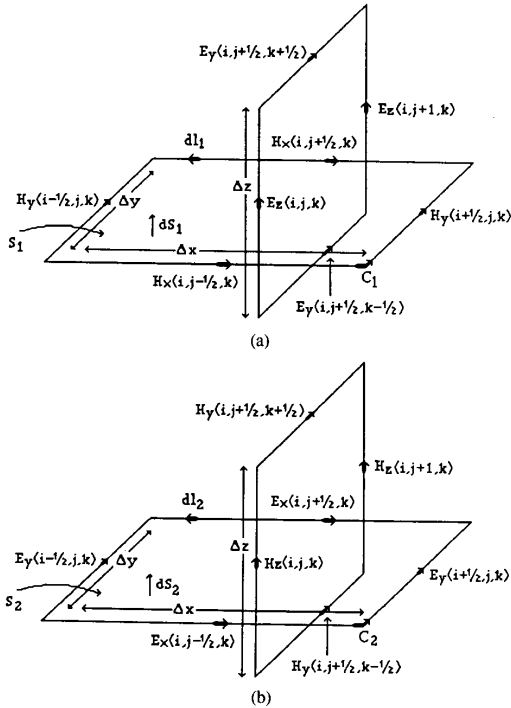 Ey(i,j+½,k+½)
Ez(i,j+1,k)
dl₁
Hx(i,j+½,k)
Hy(i-½,j,k)
Δy
Δz
Ez(i,j,k)
Hy(i+½,j,k)
S₁
dS₁
Δx
C₁
Hx(i,j-½,k)
Ey(i,j+½,k-½)
(a)
Hy(i,j+½,k+½)
Hz(i,j+1,k)
dl₂
Ex(i,j+½,k)
Ey(i-½,j,k)
Δy
Δz
Hz(i,j,k)
Ey(i+½,j,k)
S₂
dS₂
Δx
C₂
Ex(i,j-½,k)
Hy(i,j+½,k-½)
(b)